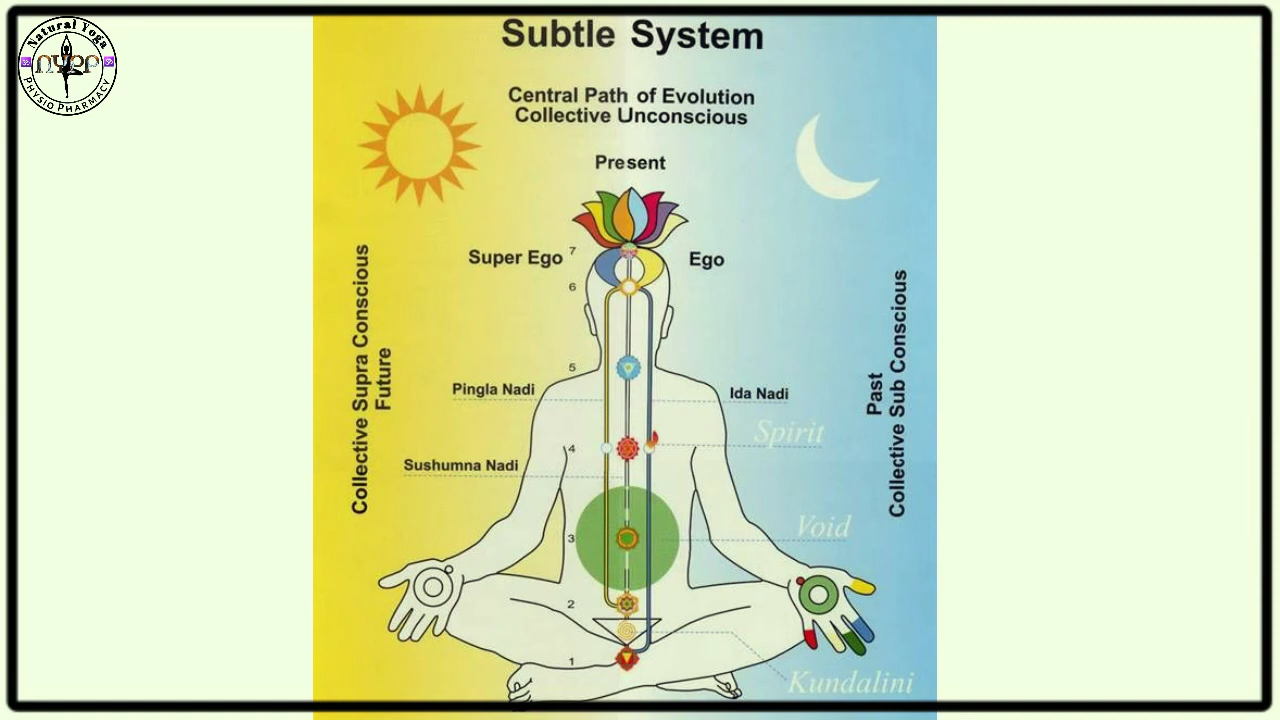 Natural Yoga
ॐ NYPP ॐ
PHYSIO PHARMACY
Subtle System
Central Path of Evolution
Collective Unconscious
Present
Super Ego
7
Ego
6
5
Collective Supra Conscious
Future
Past
Collective Sub Conscious
Pingla Nadi
Ida Nadi
Spirit
4
Sushumna Nadi
Void
3
2
1
Kundalini